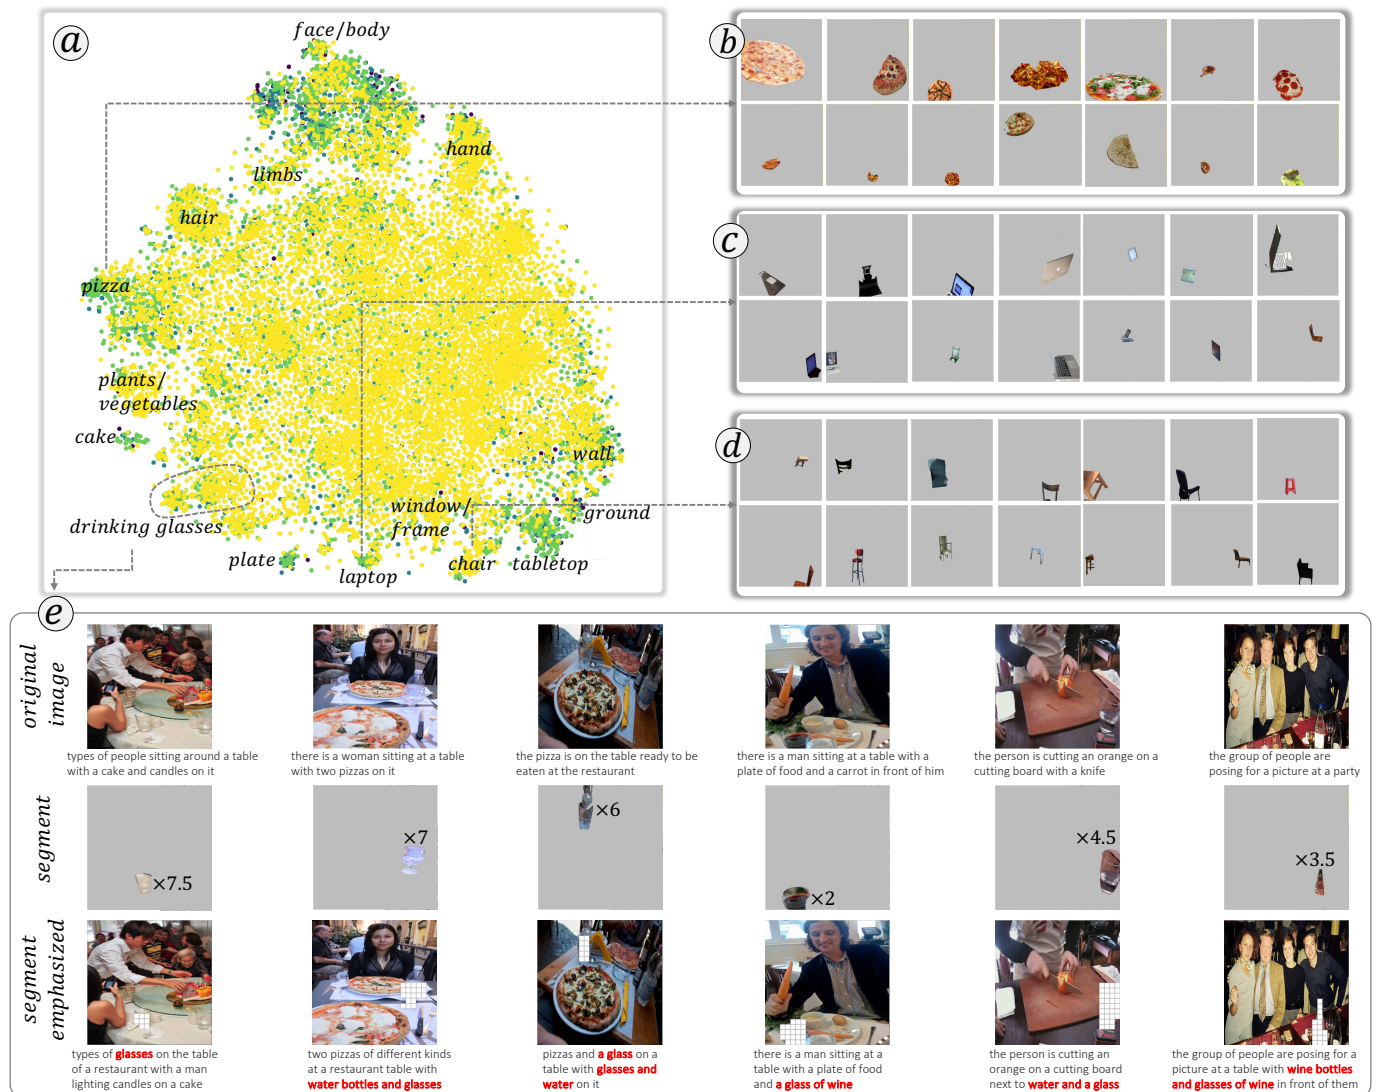 a
face/body
hand
limbs
hair
pizza
plants/
vegetables
cake
wall
window/
frame
ground
drinking glasses
plate
laptop
chair
tabletop
b
c
d
e
original
image
types of people sitting around a table
with a cake and candles on it
there is a woman sitting at a table
with two pizzas on it
the pizza is on the table ready to be
eaten at the restaurant
there is a man sitting at a table with a
plate of food and a carrot in front of him
the person is cutting an orange on a
cutting board with a knife
the group of people are
posing for a picture at a party
segment
×7.5
×7
×6
×2
×4.5
×3.5
segment
emphasized
types of glasses on the table
of a restaurant with a man
lighting candles on a cake
two pizzas of different kinds
at a restaurant table with
water bottles and glasses
pizzas and a glass on a
table with glasses and
water on it
there is a man sitting at a
table with a plate of food
and a glass of wine
the person is cutting an
orange on a cutting board
next to water and a glass
the group of people are posing for a
picture at a table with wine bottles
and glasses of wine in front of them